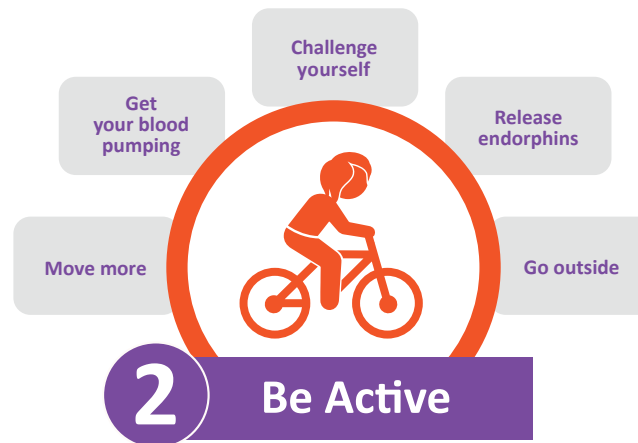 Challenge
yourself
Get
your blood
pumping
Release
endorphins
Move more
Go outside
2 Be Active